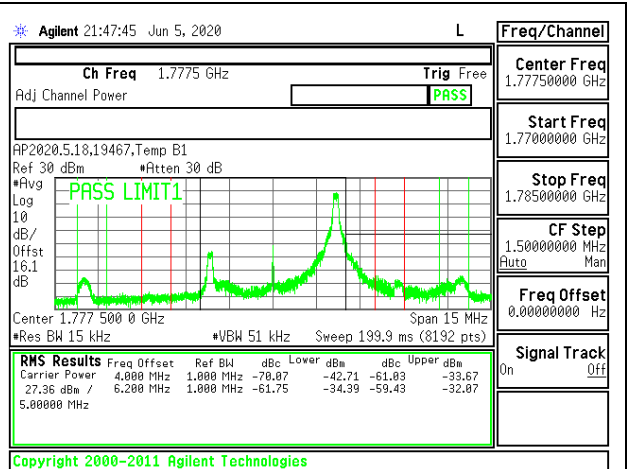 Agilent 21:47:45 Jun 5, 2020 L Freq/Channel
Ch Freq 1.7775 GHz Trig Free
Adj Channel Power PASS
Center Freq
1.77750000 GHz
Start Freq
1.77000000 GHz
AP2020.5.18,19467,Temp B1
Ref 30 dBm #Atten 30 dB
#Avg
Log
10
dB/
Offst
16.1
dB
PASS LIMIT1
Stop Freq
1.78500000 GHz
CF Step
1.50000000 MHz
Auto Man
Freq Offset
0.00000000 Hz
Center 1.777 500 0 GHz Span 15 MHz
#Res BW 15 kHz #VBW 51 kHz Sweep 199.9 ms (8192 pts)
Signal Track
On Off
RMS Results Freq Offset Ref BW dBc Lower dBm dBc Upper dBm
Carrier Power 4.000 MHz 1.000 MHz -70.07 -42.71 -61.03 -33.67
27.36 dBm / 6.200 MHz 1.000 MHz -61.75 -34.39 -59.43 -32.07
5.00000 MHz
Copyright 2000-2011 Agilent Technologies